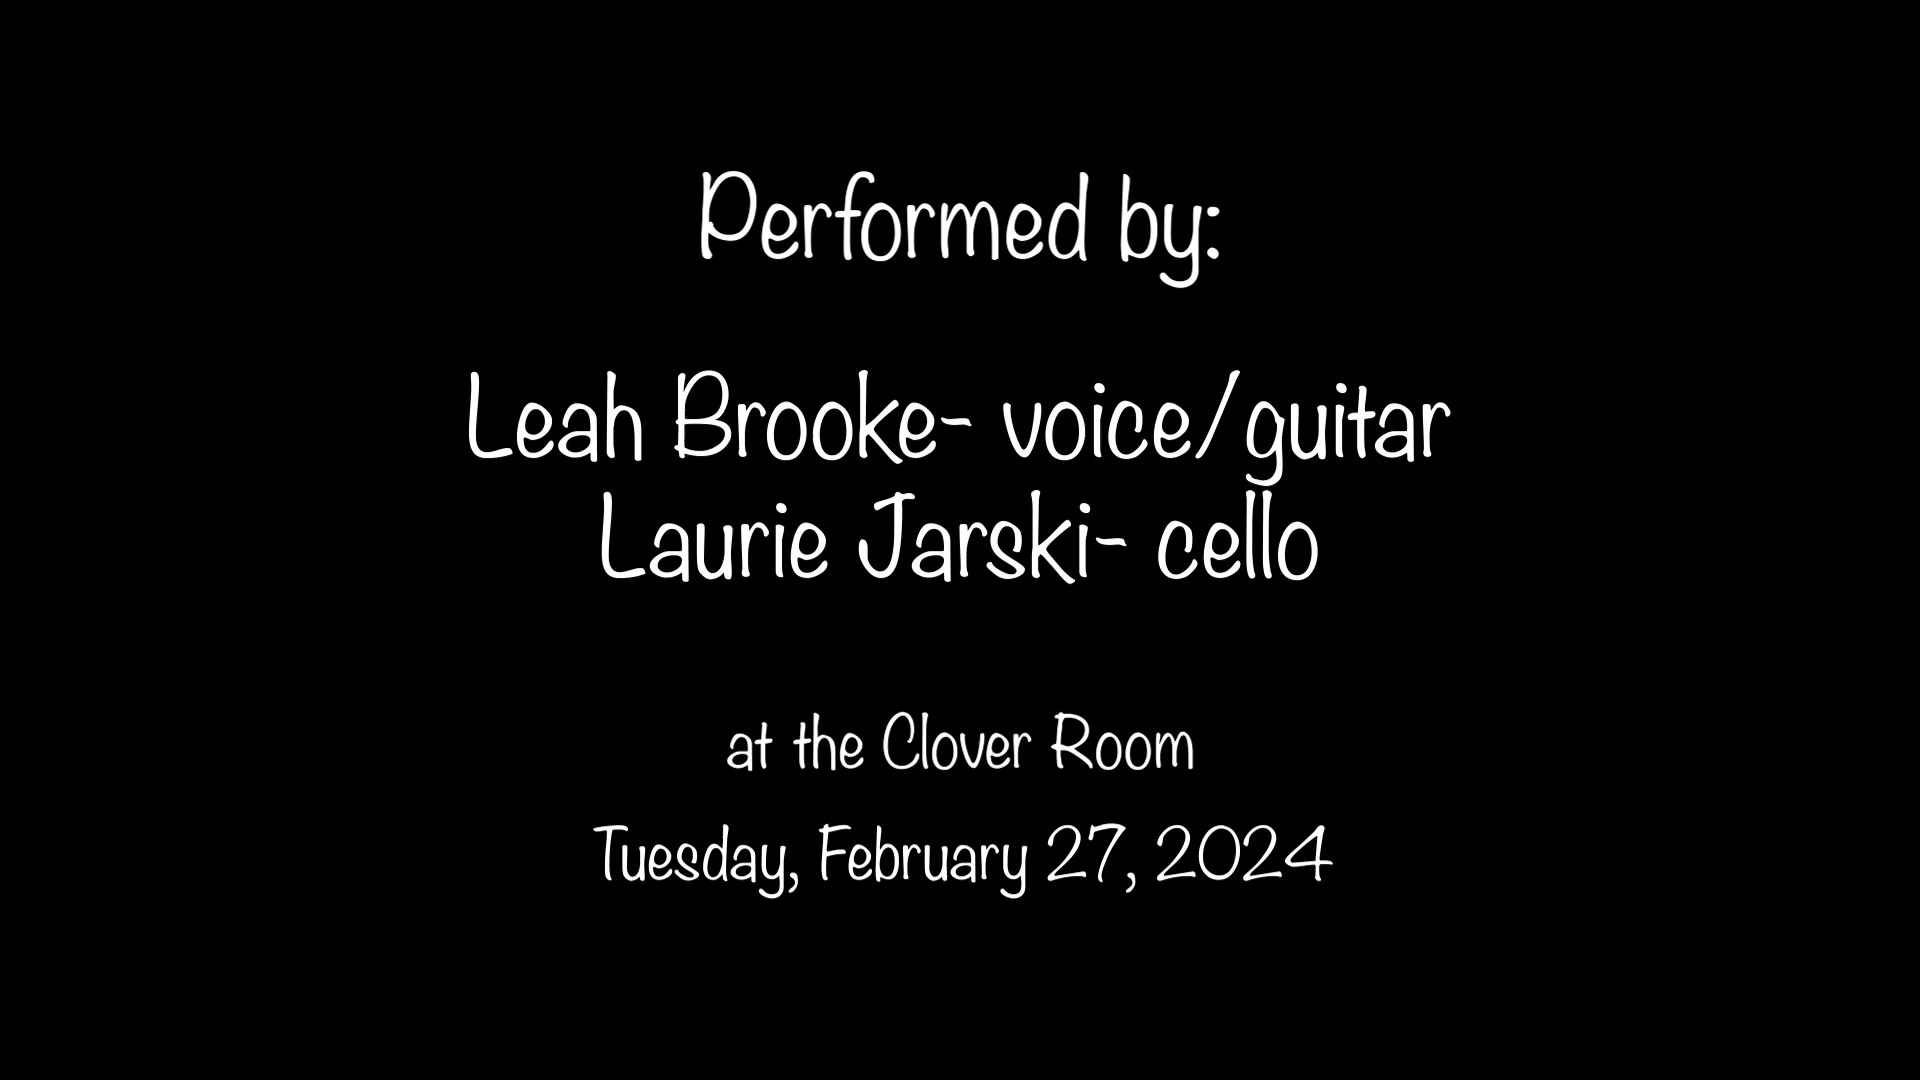 Performed by:
Leah Brooke- voice/guitar
Laurie Jarski- cello
at the Clover Room
Tuesday, February 27, 2024